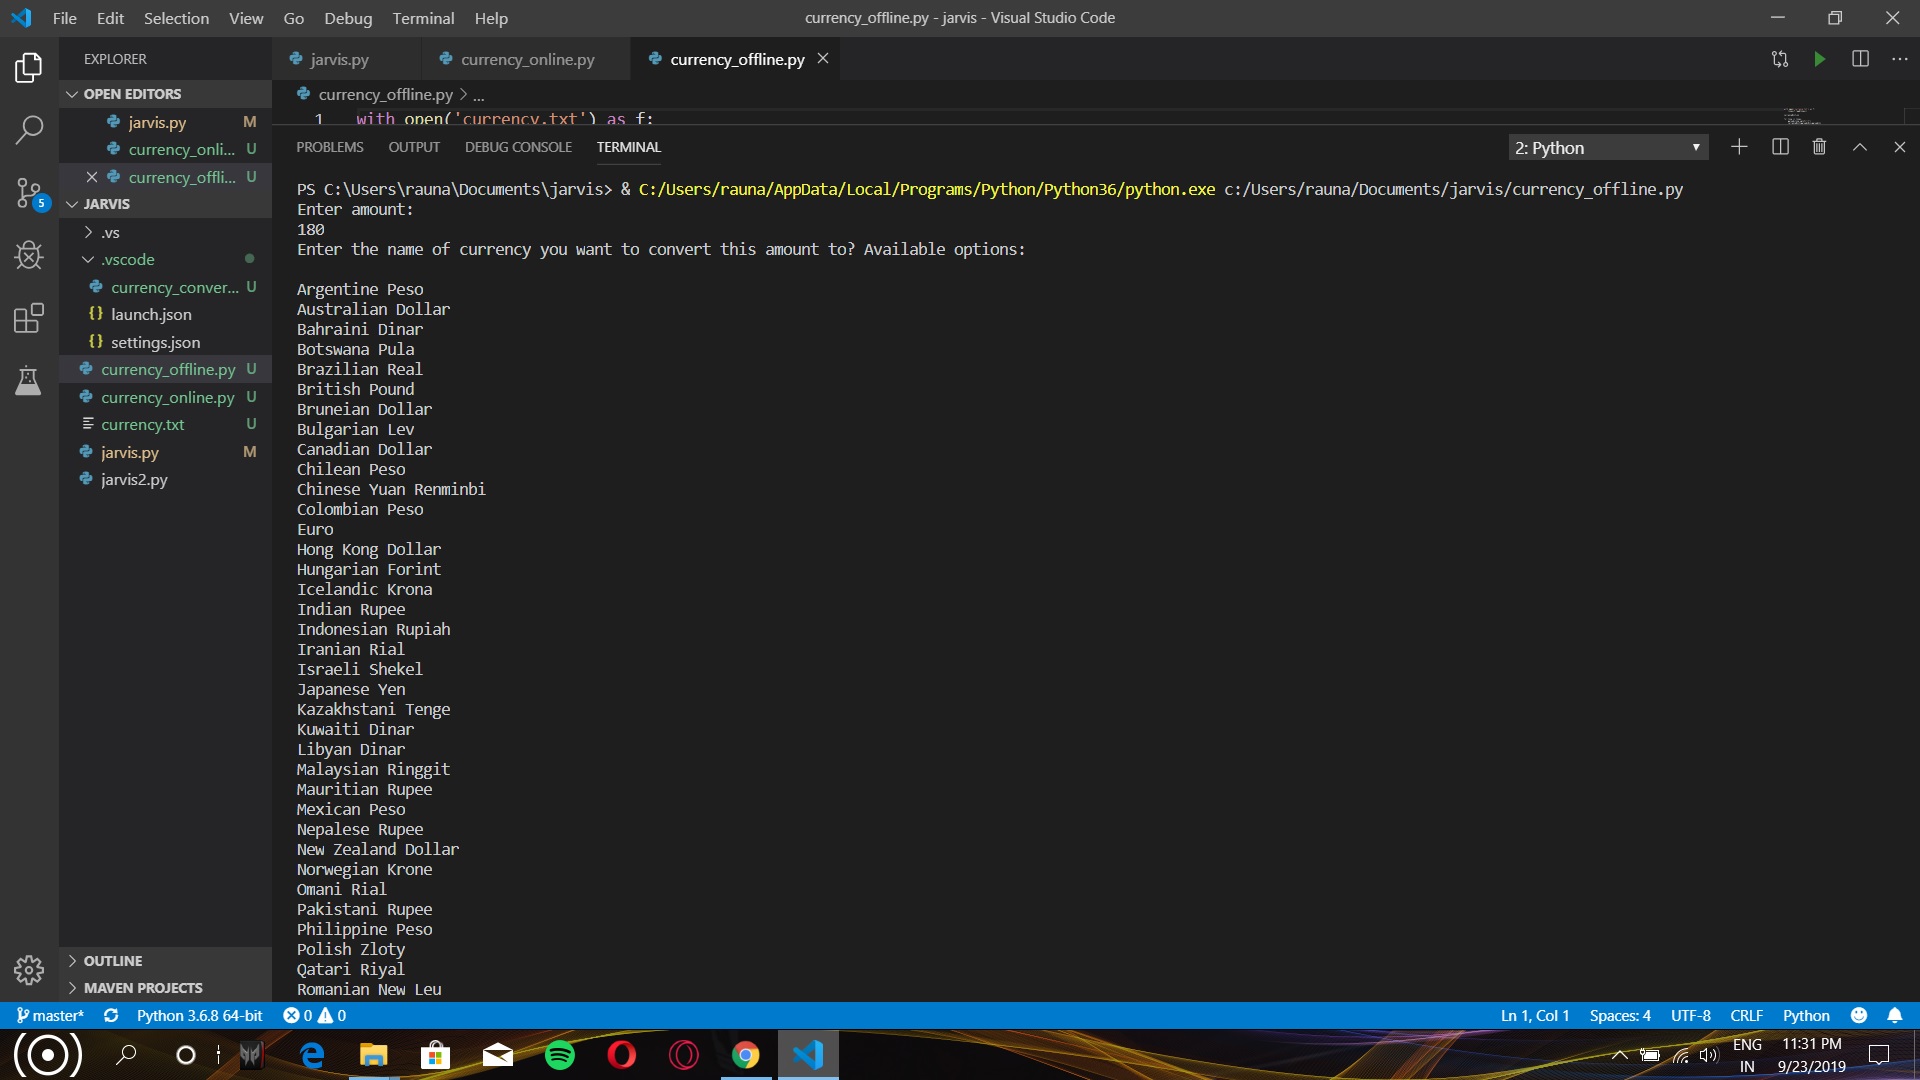 File Edit Selection View Go Debug Terminal Help
currency_offline.py - jarvis - Visual Studio Code
EXPLORER
jarvis.py
currency_online.py
currency_offline.py
OPEN EDITORS
currency_offline.py > ...
jarvis.py M
1 with open('currency.txt') as f:
currency_onli... U
currency_offli... U
PROBLEMS OUTPUT DEBUG CONSOLE TERMINAL
2: Python
JARVIS
.vs
.vscode
currency_conver... U
launch.json
settings.json
currency_offline.py U
currency_online.py U
currency.txt U
jarvis.py M
jarvis2.py
OUTLINE
MAVEN PROJECTS
5
PS C:\Users\rauna\Documents\jarvis> & C:/Users/rauna/AppData/Local/Programs/Python/Python36/python.exe c:/Users/rauna/Documents/jarvis/currency_offline.py
Enter amount:
180
Enter the name of currency you want to convert this amount to? Available options:
Argentine Peso
Australian Dollar
Bahraini Dinar
Botswana Pula
Brazilian Real
British Pound
Bruneian Dollar
Bulgarian Lev
Canadian Dollar
Chilean Peso
Chinese Yuan Renminbi
Colombian Peso
Euro
Hong Kong Dollar
Hungarian Forint
Icelandic Krona
Indian Rupee
Indonesian Rupiah
Iranian Rial
Israeli Shekel
Japanese Yen
Kazakhstani Tenge
Kuwaiti Dinar
Libyan Dinar
Malaysian Ringgit
Mauritian Rupee
Mexican Peso
Nepalese Rupee
New Zealand Dollar
Norwegian Krone
Omani Rial
Pakistani Rupee
Philippine Peso
Polish Zloty
Qatari Riyal
Romanian New Leu
master* Python 3.6.8 64-bit 0 0
Ln 1, Col 1 Spaces: 4 UTF-8 CRLF Python
ENG
IN
11:31 PM
9/23/2019